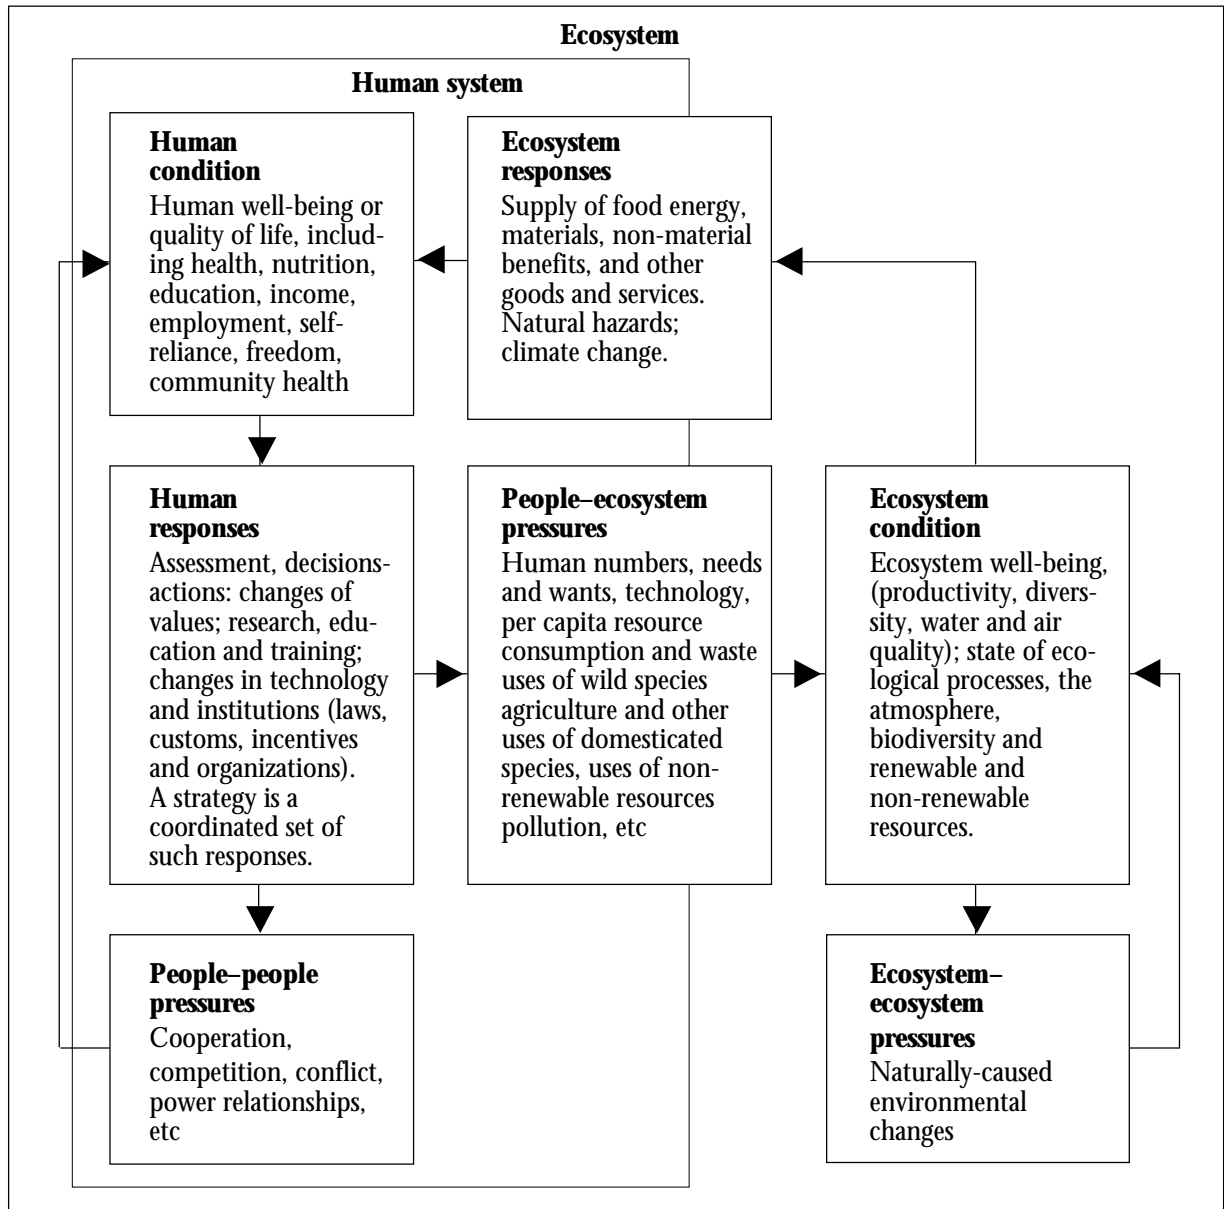 Ecosystem
Human system
Human
condition
Human well-being or
quality of life, includ-
ing health, nutrition,
education, income,
employment, self-
reliance, freedom,
community health
Ecosystem
responses
Supply of food energy,
materials, non-material
benefits, and other
goods and services.
Natural hazards;
climate change.
Human
responses
Assessment, decisions-
actions: changes of
values; research, edu-
cation and training;
changes in technology
and institutions (laws,
customs, incentives
and organizations).
A strategy is a
coordinated set of
such responses.
People–ecosystem
pressures
Human numbers, needs
and wants, technology,
per capita resource
consumption and waste
uses of wild species
agriculture and other
uses of domesticated
species, uses of non-
renewable resources
pollution, etc
Ecosystem
condition
Ecosystem well-being,
(productivity, divers-
sity, water and air
quality); state of eco-
logical processes, the
atmosphere,
biodiversity and
renewable and
non-renewable
resources.
People–people
pressures
Cooperation,
competition, conflict,
power relationships,
etc
Ecosystem–
ecosystem
pressures
Naturally-caused
environmental
changes